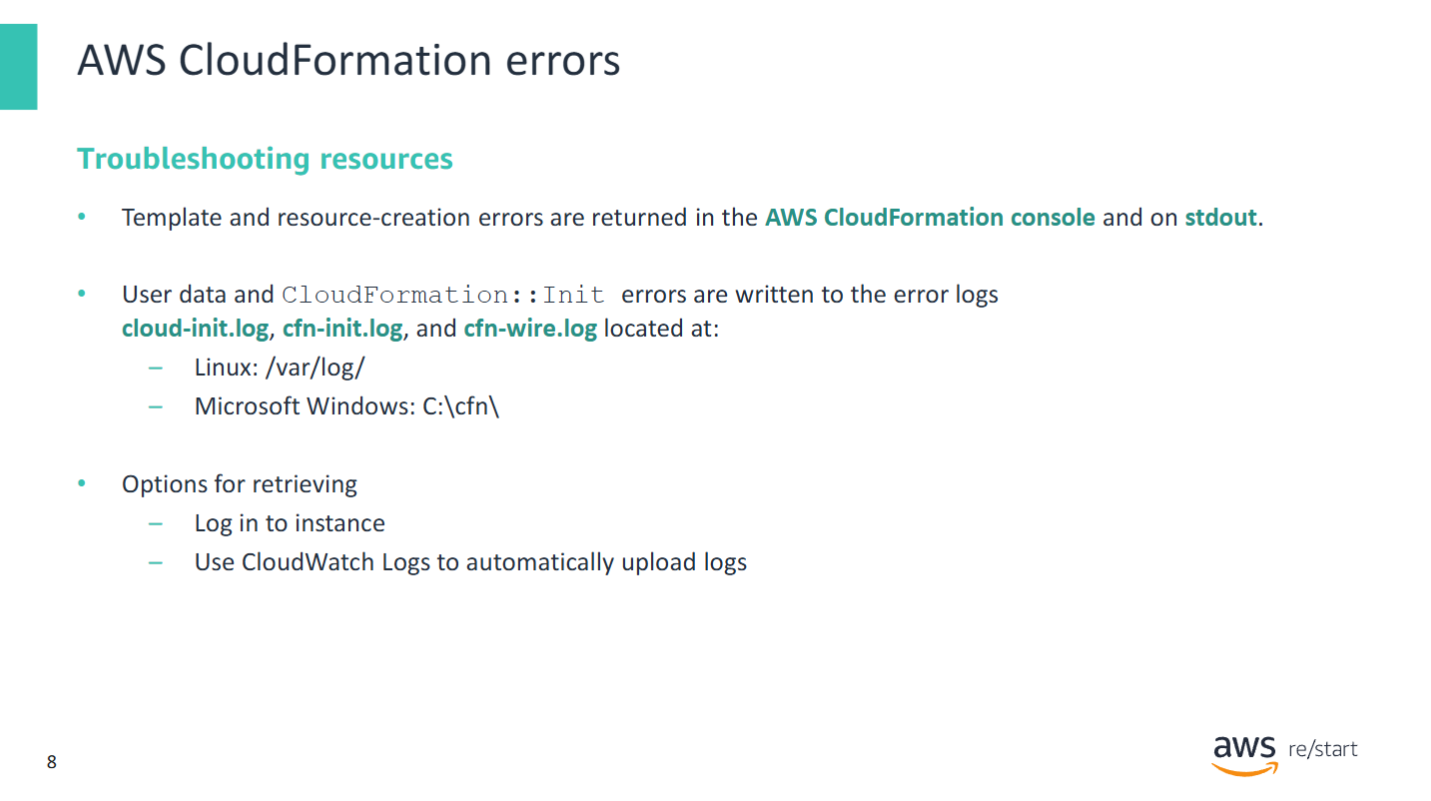 AWS CloudFormation errors
Troubleshooting resources
• Template and resource-creation errors are returned in the AWS CloudFormation console and on stdout.
• User data and CloudFormation::Init errors are written to the error logs
cloud-init.log, cfn-init.log, and cfn-wire.log located at:
– Linux: /var/log/
– Microsoft Windows: C:\cfn\
• Options for retrieving
– Log in to instance
– Use CloudWatch Logs to automatically upload logs
8
aws re/start